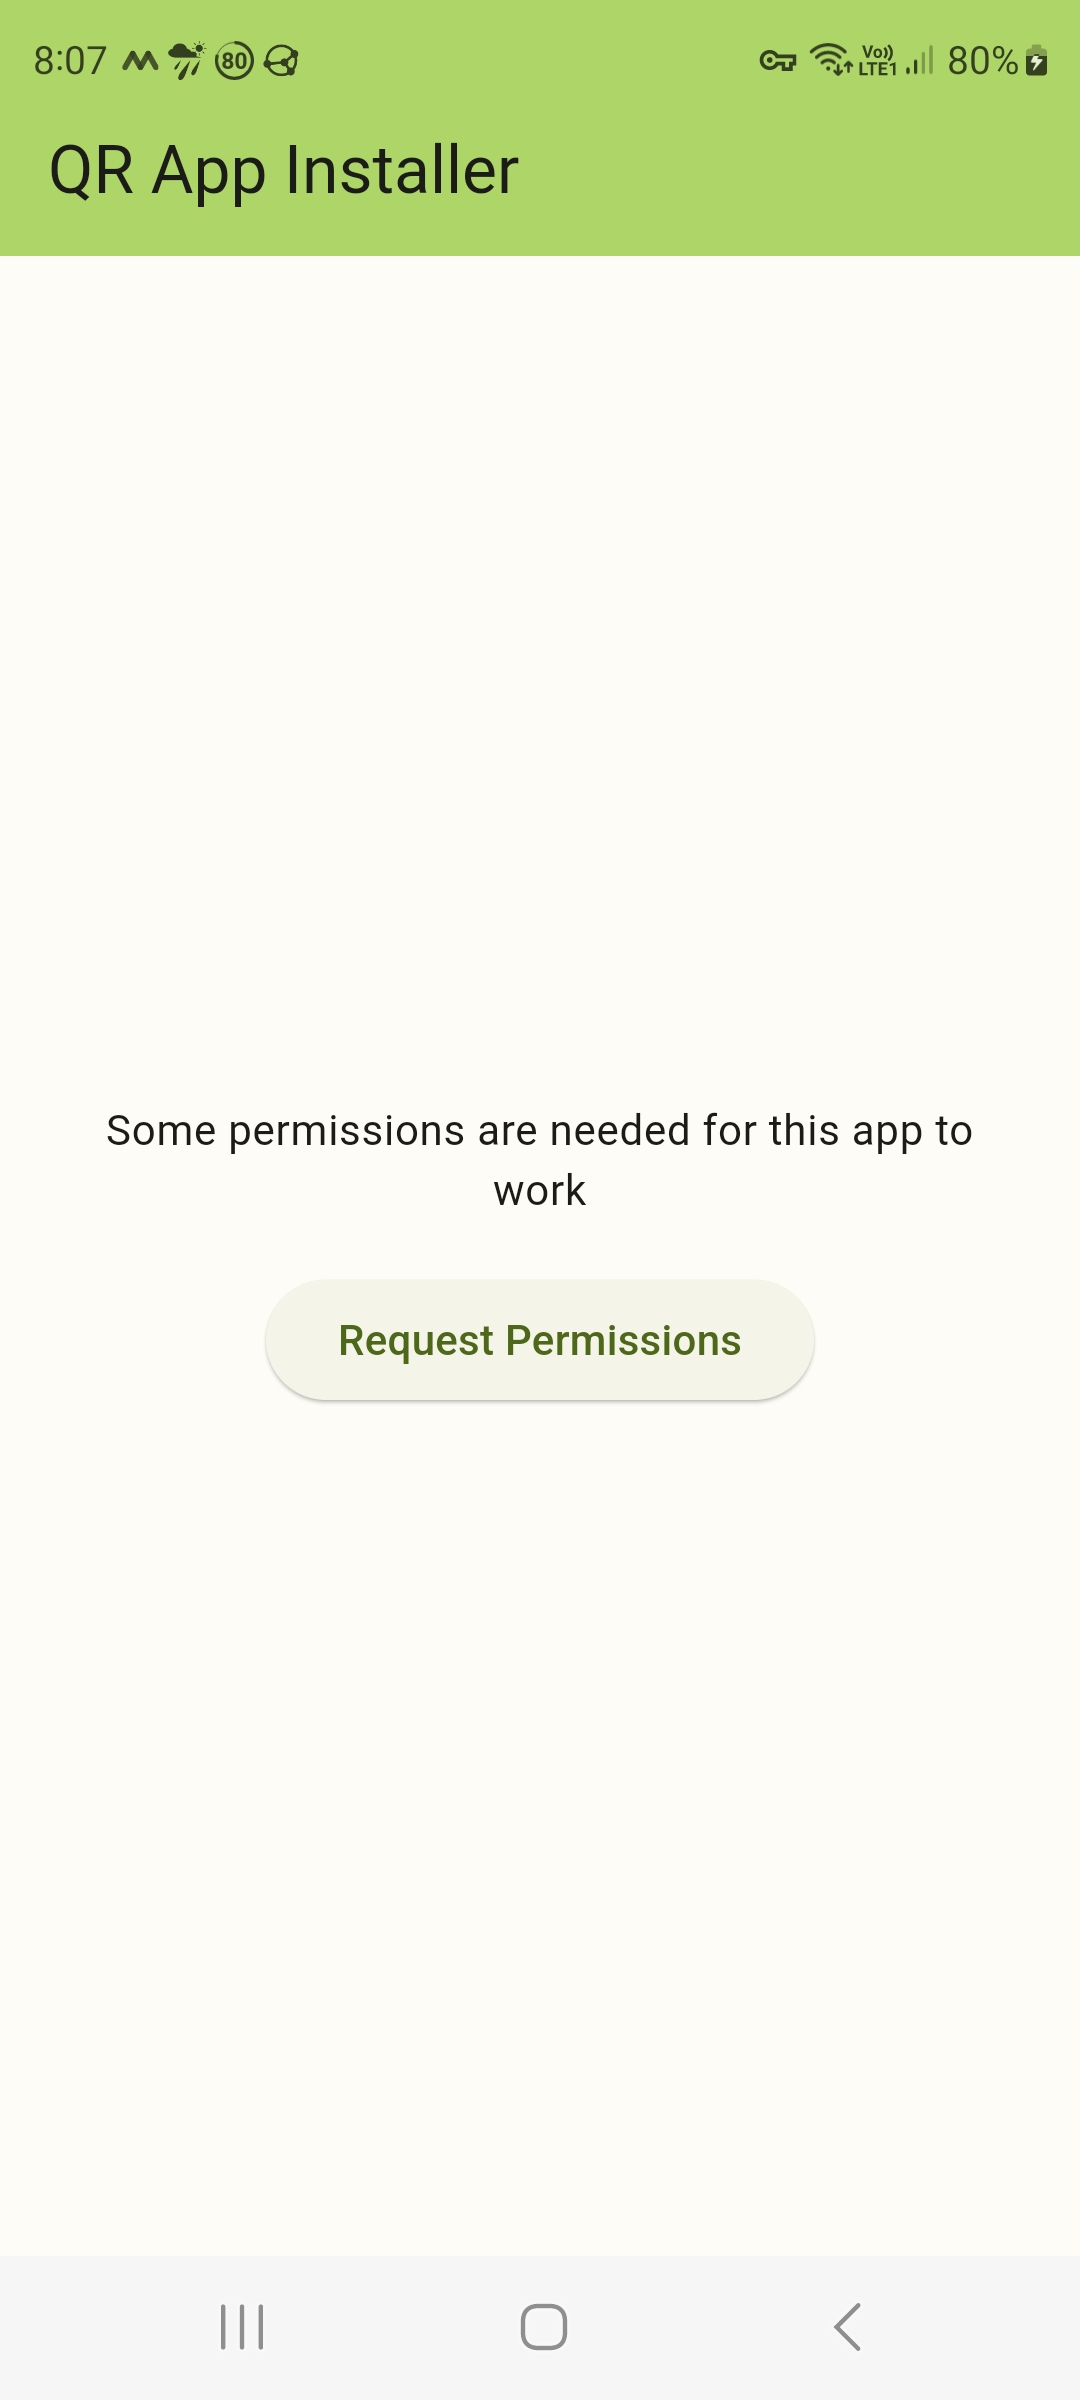 8:07 80 Vo)) LTE1 80%
QR App Installer
Some permissions are needed for this app to
work
Request Permissions